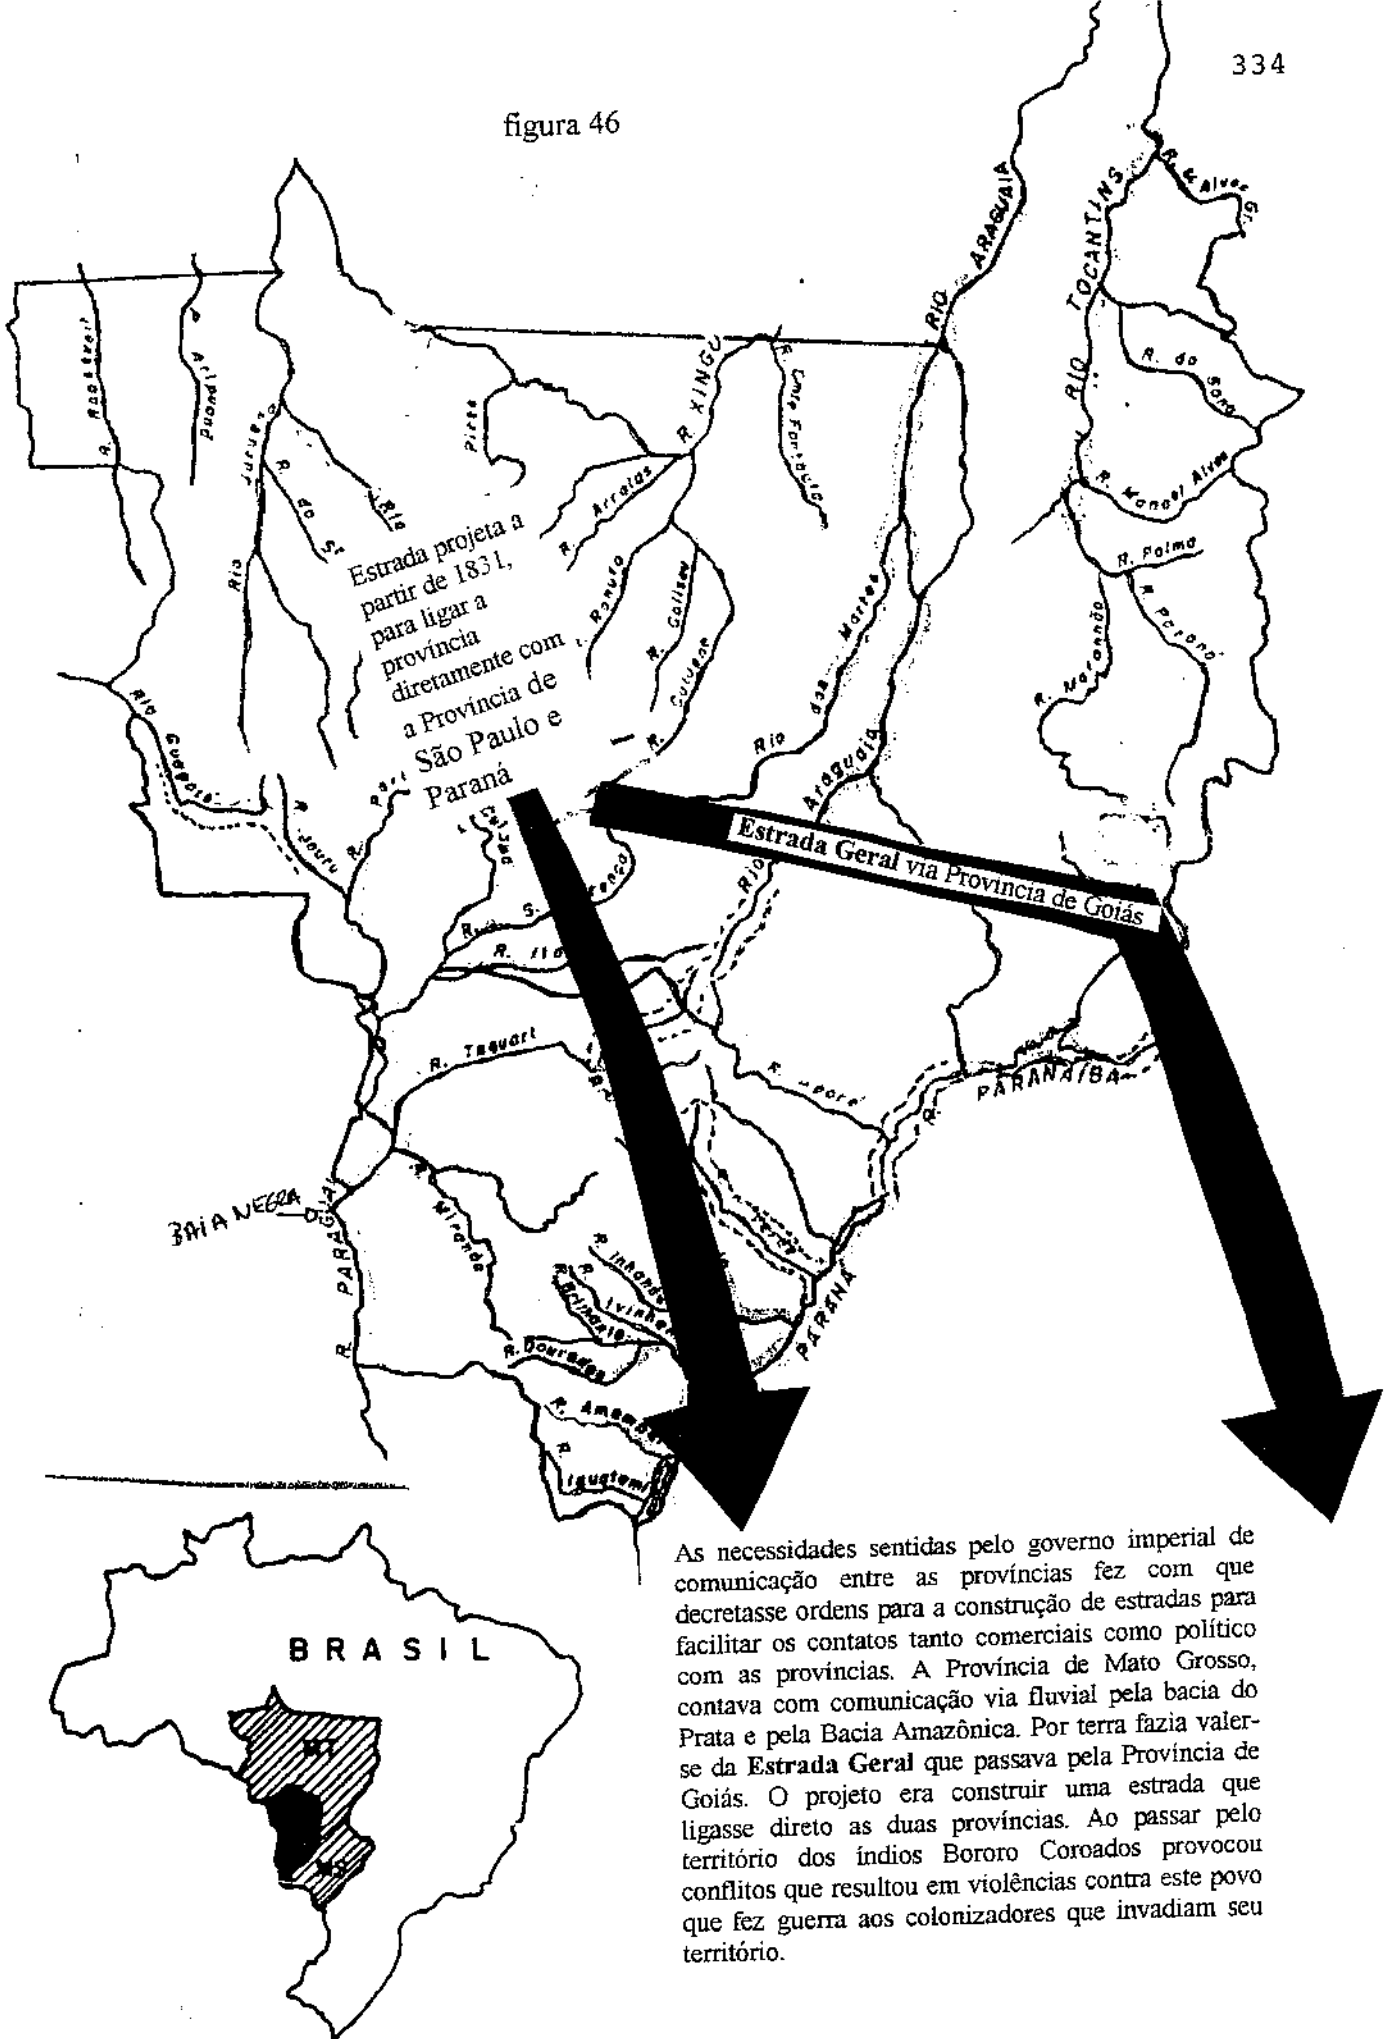 334
figura 46
RIO ARAGUAIA
RIO TOCANTINS
R. do Sono
R. Manoel Alves
R. Palma
R. Paranã
R. Maranhão
R. XINGU
R. Arraias
R. Ronuro
R. Culuene
R. Roosevelt
Aripuanã
Juruena
R. do
Rio
Rio
Estrada projeta a
partir de 1831,
para ligar a
província
diretamente com
a Província de
São Paulo e
Paraná
Rio das Mortes
Araguaia
Rio Guaporé
R. Jauru
Estrada Geral via Província de Goiás
Rio
R. S.
R. Taquari
PARANAÍBA
BAIA NEGRA
R. PARAGUAI
R. Miranda
R. Dourados
PARANÁ
R. Iguatemi
BRASIL
MT
MS
As necessidades sentidas pelo governo imperial de
comunicação entre as províncias fez com que
decretasse ordens para a construção de estradas para
facilitar os contatos tanto comerciais como político
com as províncias. A Província de Mato Grosso,
contava com comunicação via fluvial pela bacia do
Prata e pela Bacia Amazônica. Por terra fazia valer-
se da Estrada Geral que passava pela Província de
Goiás. O projeto era construir uma estrada que
ligasse direto as duas províncias. Ao passar pelo
território dos índios Bororo Coroados provocou
conflitos que resultou em violências contra este povo
que fez guerra aos colonizadores que invadiam seu
território.